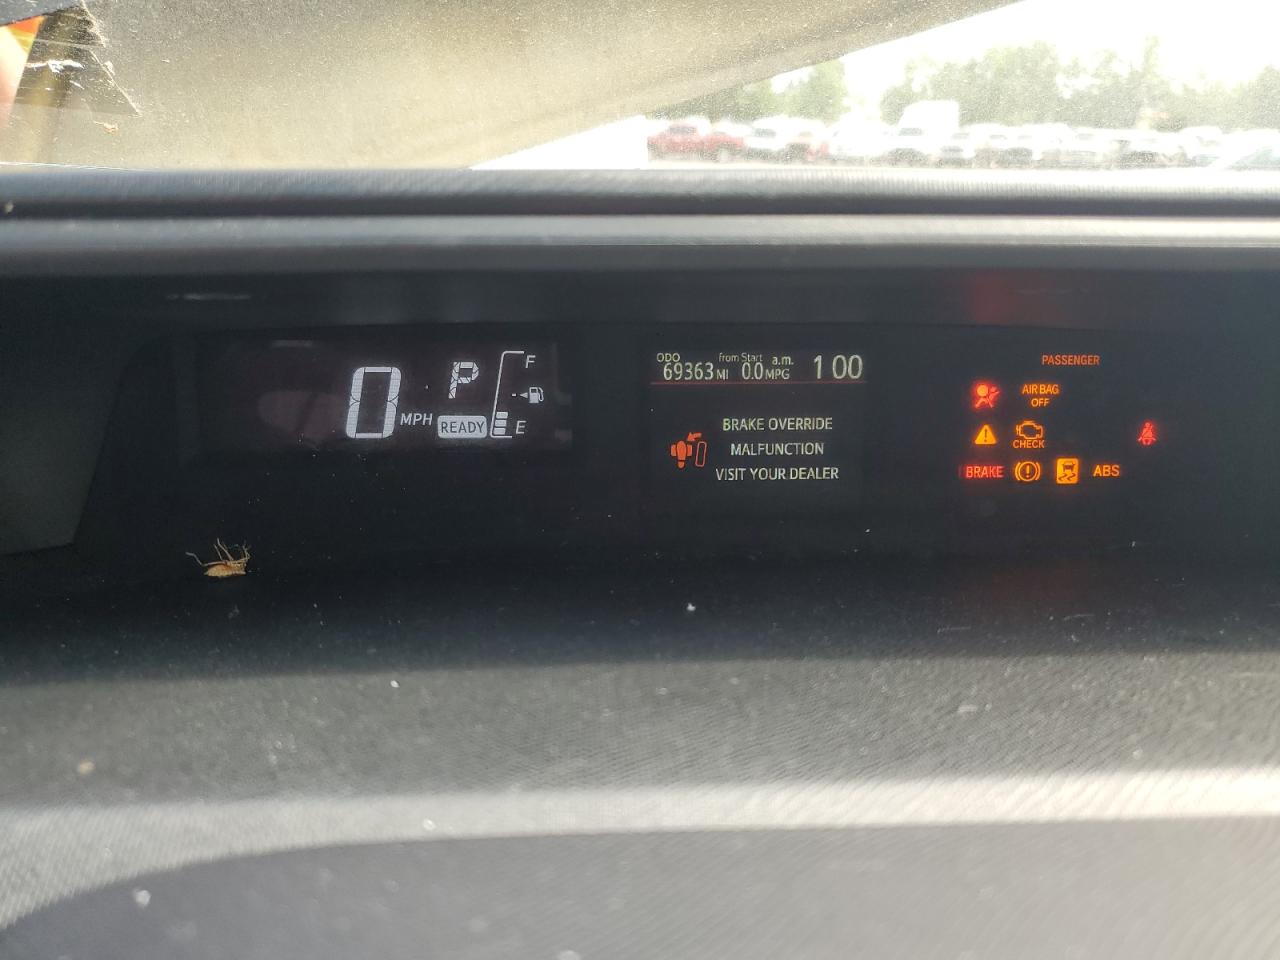 0 MPH
P
READY
F
E
ODO from Start a.m.
69363 MI 0.0 MPG 1 00
BRAKE OVERRIDE
MALFUNCTION
VISIT YOUR DEALER
PASSENGER
AIR BAG
OFF
CHECK
BRAKE ABS